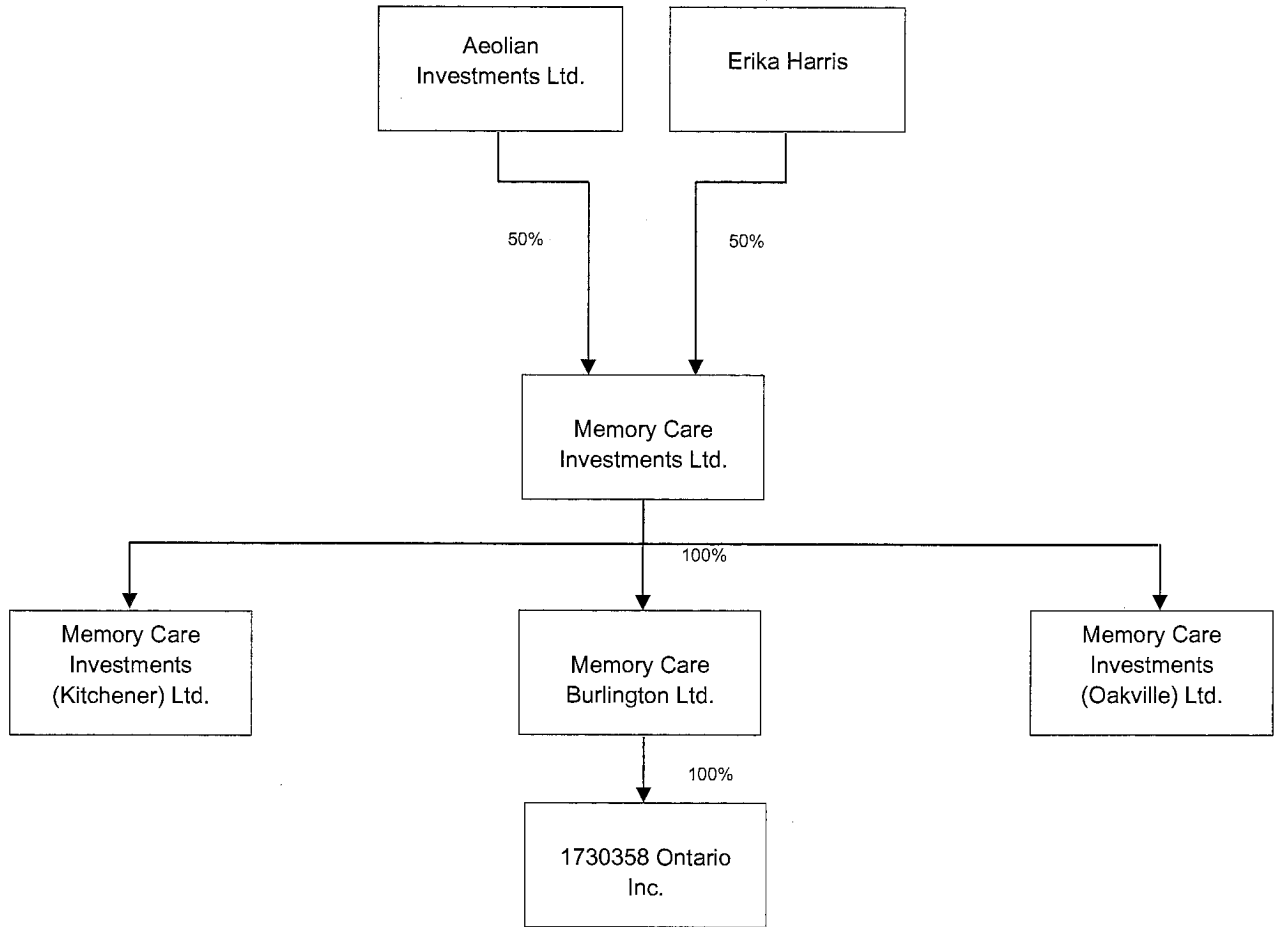 Aeolian
Investments Ltd.
Erika Harris
50%
50%
Memory Care
Investments Ltd.
100%
Memory Care
Investments
(Kitchener) Ltd.
Memory Care
Burlington Ltd.
Memory Care
Investments
(Oakville) Ltd.
100%
1730358 Ontario
Inc.